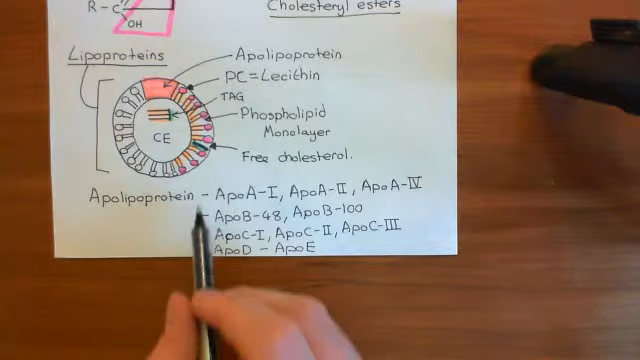 Cholesteryl esters
R-C
OH
Lipoproteins
Apolipoprotein
PC = Lecithin
TAG
Phospholipid
Monolayer
CE
Free cholesterol.
Apolipoprotein - ApoA-I, ApoA-II, ApoA-IV
- ApoB-48, ApoB-100
ApoC-I, ApoC-II, ApoC-III
ApoD - ApoE